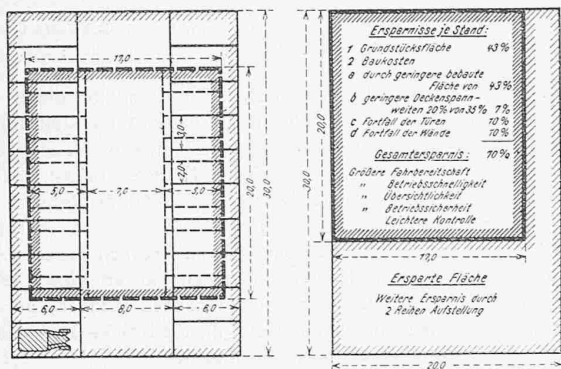 17,0
3,0
2,0
5,0
7,0
5,0
20,0
30,0
6,0
8,0
6,0
Ersparnisse je Stand:
1 Grundstücksfläche 43%
2 Baukosten
a durch geringere bebaute
Fläche von 43%
b geringere Deckenspann-
weiten 20% von 35% 7%
c Fortfall der Türen 10%
d Fortfall der Wände 10%
Gesamtersparnis: 70%
Größere Fahrbereitschaft
" Betriebsschnelligkeit
" Übersichtlichkeit
" Betriebssicherheit
Leichtere Kontrolle
20,0
30,0
17,0
Ersparte Fläche
Weitere Ersparnis durch
2 Reihen Aufstellung
20,0